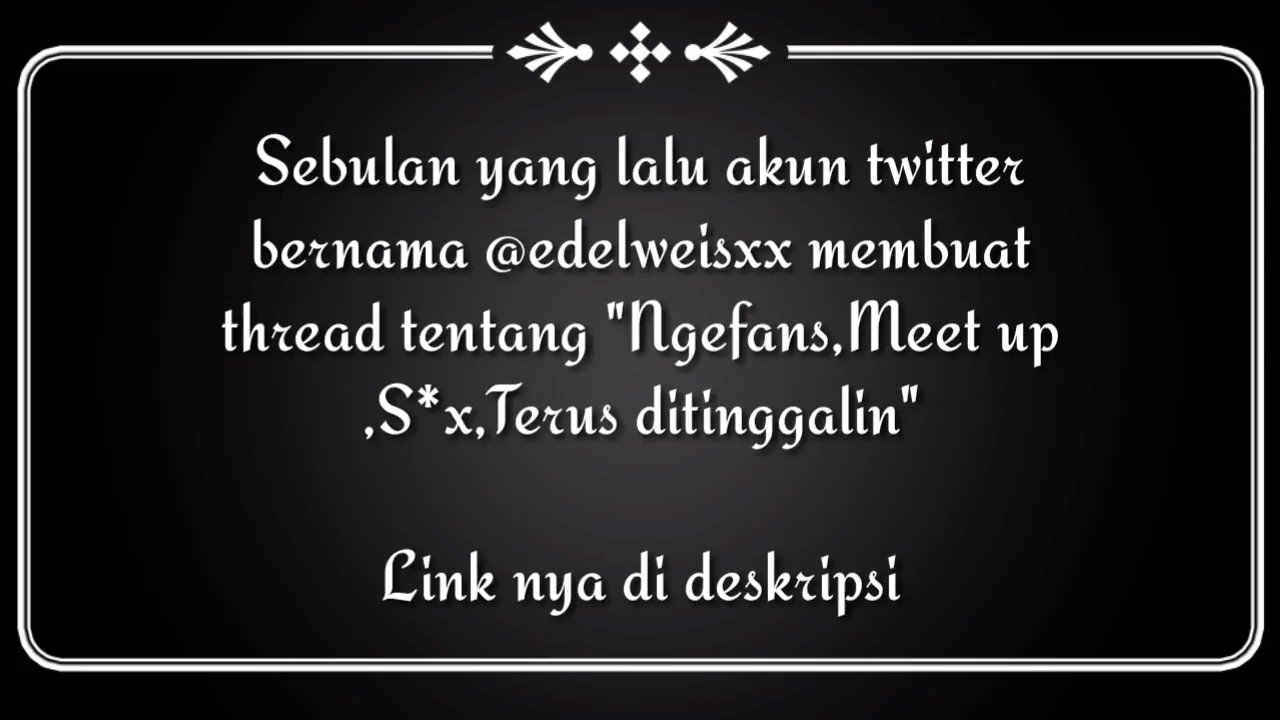 Sebulan yang lalu akun twitter
bernama @edelweisxx membuat
thread tentang "Ngefans,Meet up
,S*x,Terus ditinggalin"
Link nya di deskripsi